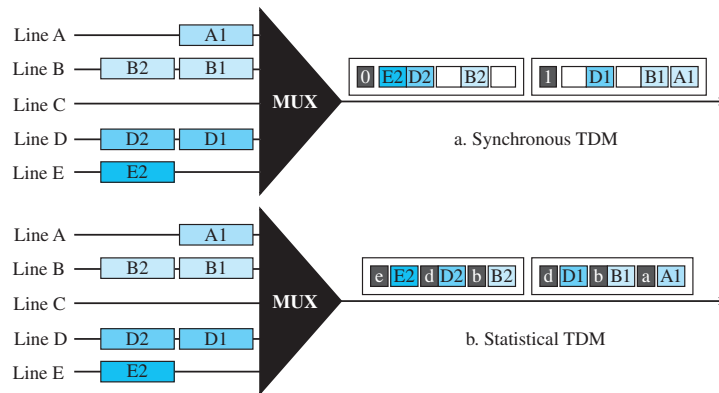 Line A A1
Line B B2 B1
Line C
Line D D2 D1
Line E E2
MUX
0 E2 D2 B2 1 D1 B1 A1
a. Synchronous TDM
Line A A1
Line B B2 B1
Line C
Line D D2 D1
Line E E2
MUX
e E2 d D2 b B2 d D1 b B1 a A1
b. Statistical TDM